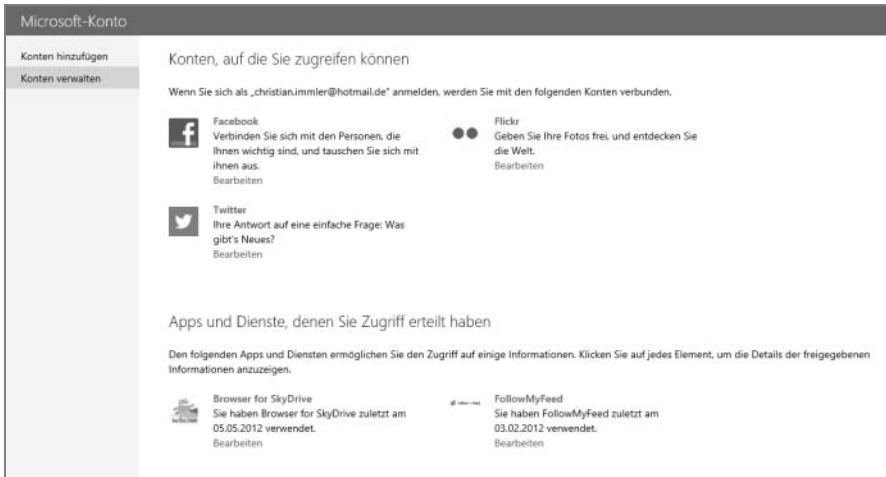 Microsoft-Konto
Konten hinzufügen
Konten verwalten
Konten, auf die Sie zugreifen können
Wenn Sie sich als „christian.immler@hotmail.de" anmelden, werden Sie mit den folgenden Konten verbunden.
Facebook
Verbinden Sie sich mit den Personen, die
Ihnen wichtig sind, und tauschen Sie sich mit
ihnen aus.
Bearbeiten
Flickr
Geben Sie Ihre Fotos frei, und entdecken Sie
die Welt.
Bearbeiten
Twitter
Ihre Antwort auf eine einfache Frage: Was
gibt's Neues?
Bearbeiten
Apps und Dienste, denen Sie Zugriff erteilt haben
Den folgenden Apps und Diensten ermöglichen Sie den Zugriff auf einige Informationen. Klicken Sie auf jedes Element, um die Details der freigegebenen
Informationen anzuzeigen.
Browser for SkyDrive
Sie haben Browser for SkyDrive zuletzt am
05.05.2012 verwendet.
Bearbeiten
FollowMyFeed
Sie haben FollowMyFeed zuletzt am
03.02.2012 verwendet.
Bearbeiten